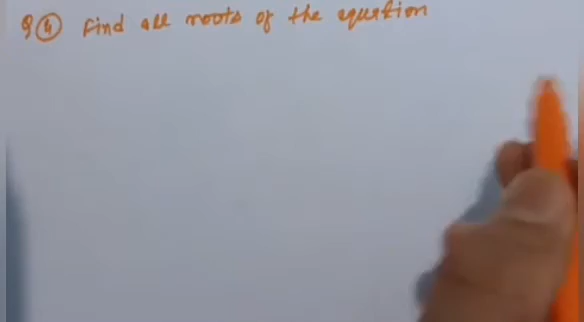 Q④ Find all roots of the equation